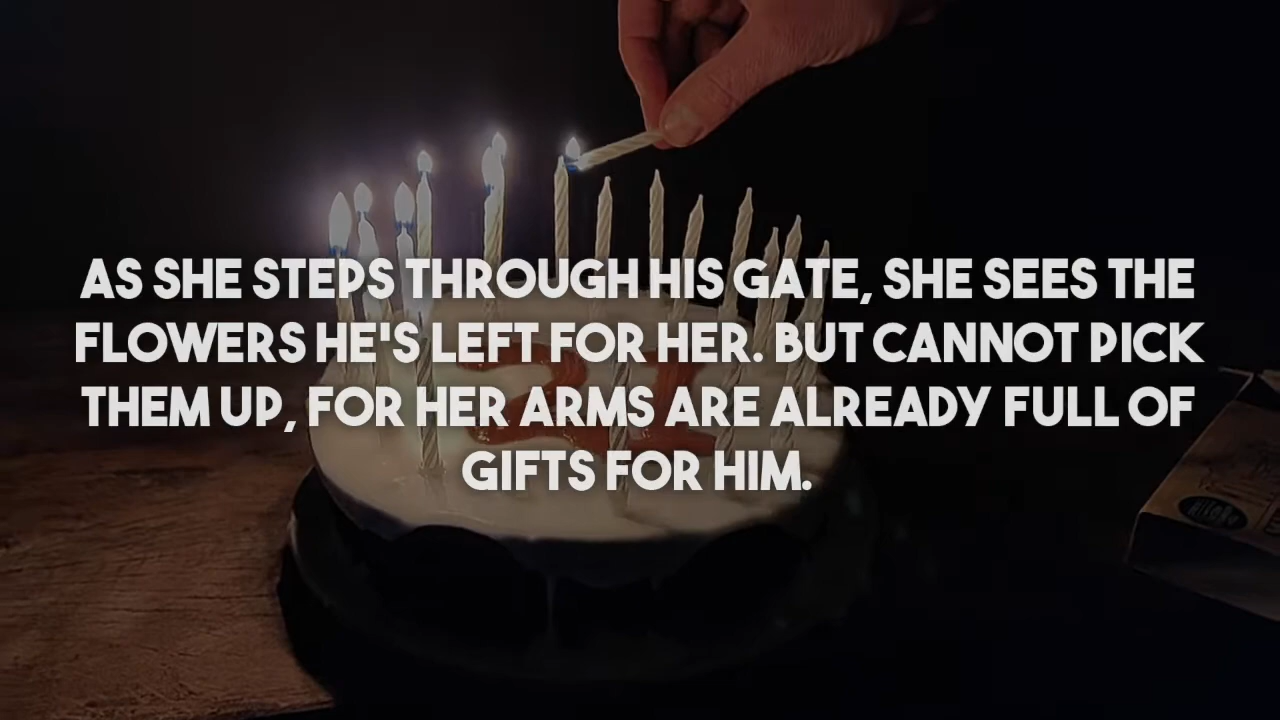 AS SHE STEPS THROUGH HIS GATE, SHE SEES THE
FLOWERS HE'S LEFT FOR HER. BUT CANNOT PICK
THEM UP, FOR HER ARMS ARE ALREADY FULL OF
GIFTS FOR HIM.